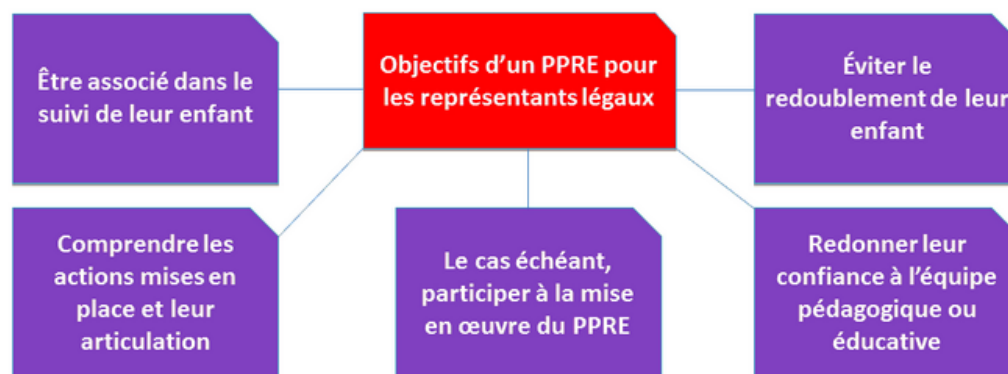 Être associé dans le
suivi de leur enfant
Objectifs d’un PPRE pour
les représentants légaux
Éviter le
redoublement de leur
enfant
Comprendre les
actions mises en
place et leur
articulation
Le cas échéant,
participer à la mise
en œuvre du PPRE
Redonner leur
confiance à l’équipe
pédagogique ou
éducative